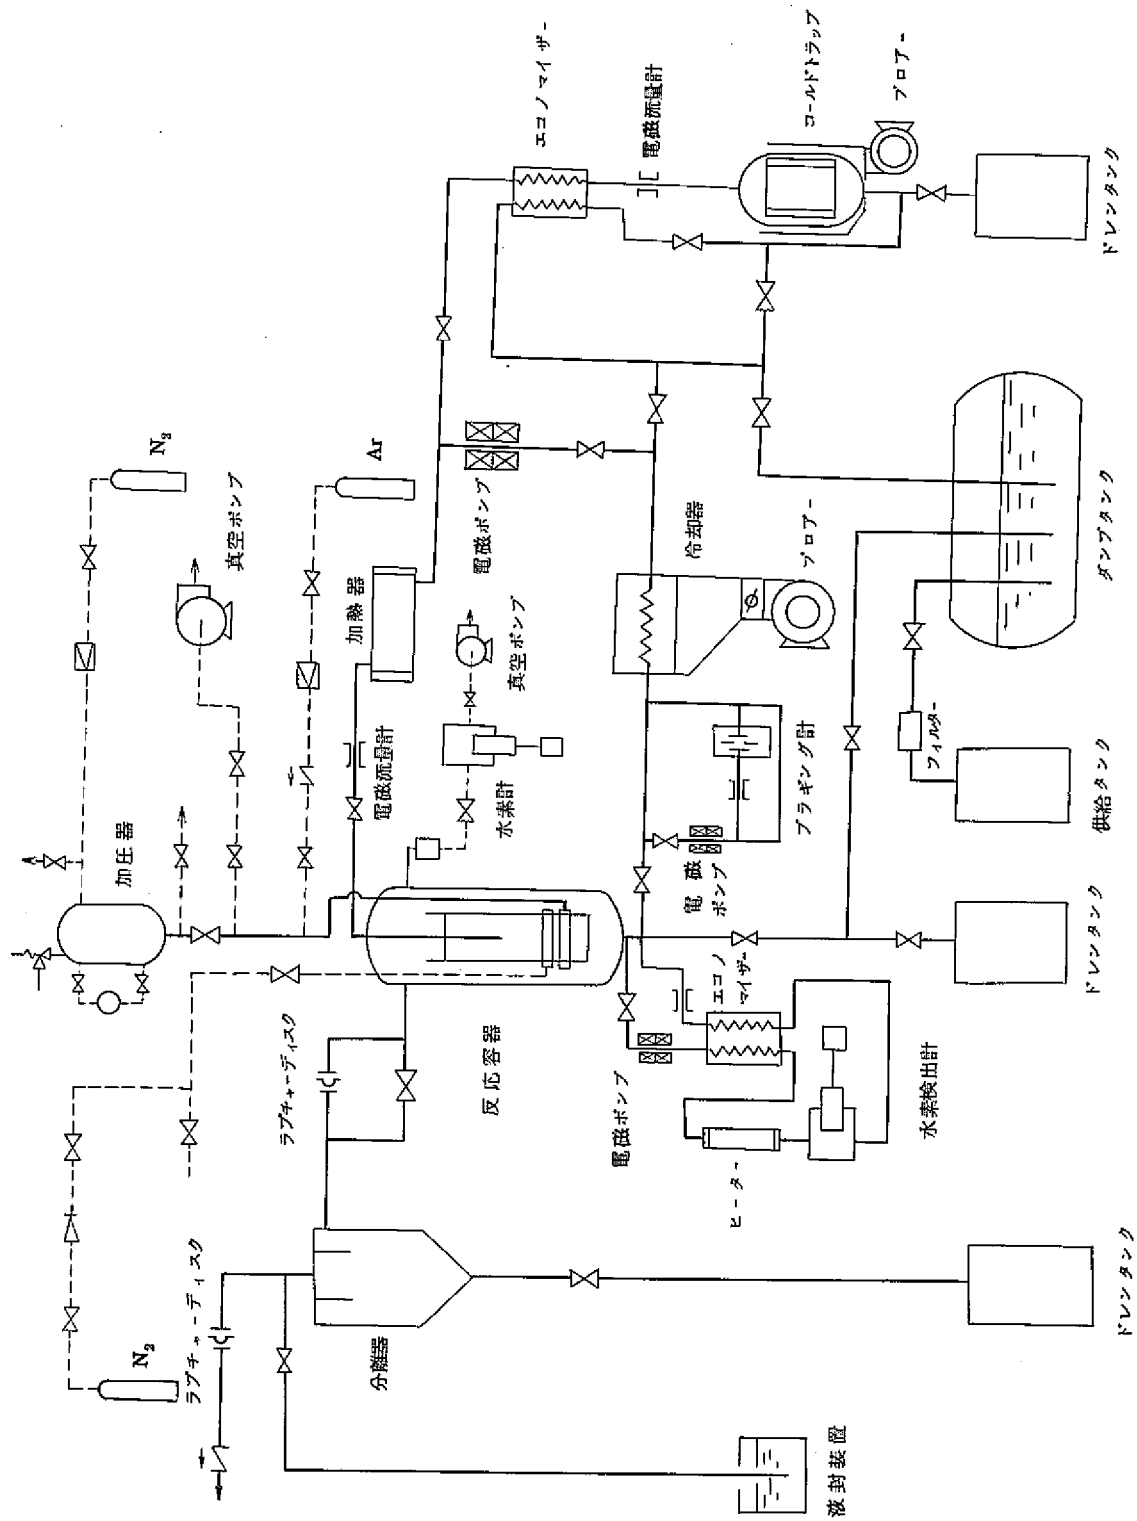 エコノマイザー
電磁流量計
コールドトラップ
ブロアー
ドレンタンク
N₂
真空ポンプ
Ar
電磁ポンプ
加熱器
真空ポンプ
冷却器
ブロアー
ダンプタンク
加圧器
電磁流量計
水素計
プラギング計
フィルター
供給タンク
電磁
ポンプ
ラプチャーディスク
反応容器
エコノ
マイザー
電磁ポンプ
ヒーター
水素検出計
ドレンタンク
N₂
ラプチャーディスク
分離器
ドレンタンク
液封装置